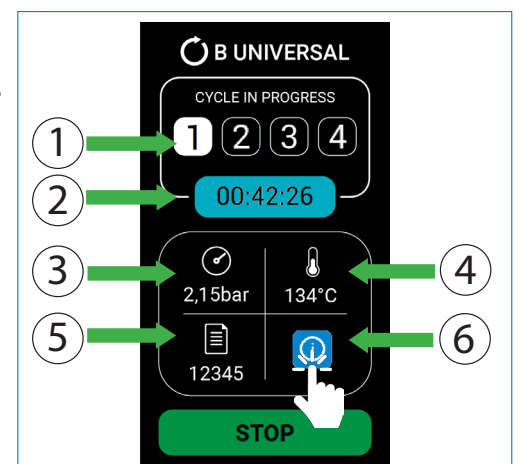 B UNIVERSAL
CYCLE IN PROGRESS
1 1 2 3 4
2 00:42:26
3 2,15bar 134°C 4
5 12345 6
STOP